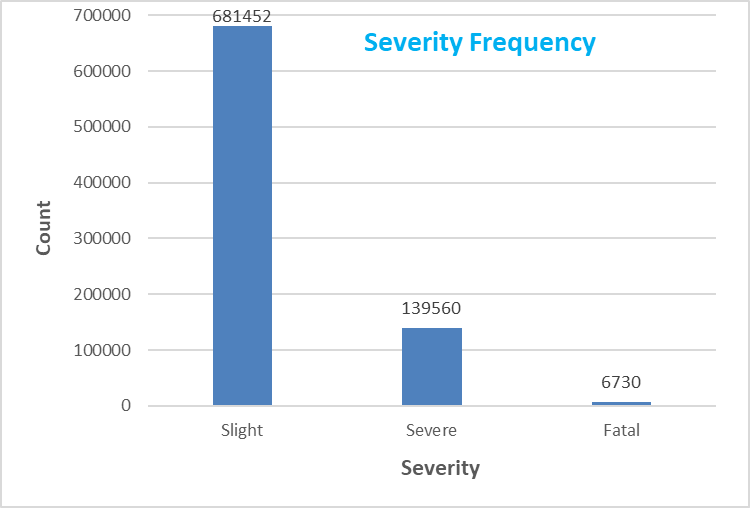 Severity Frequency
Count
700000
600000
500000
400000
300000
200000
100000
0
681452
139560
6730
Slight
Severe
Fatal
Severity